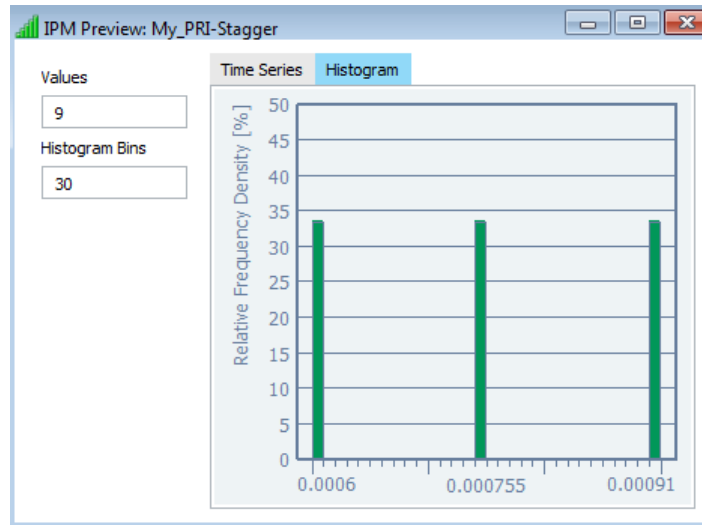 IPM Preview: My_PRI-Stagger
Values
9
Histogram Bins
30
Time Series
Histogram
Relative Frequency Density [%]
50
45
40
35
30
25
20
15
10
5
0
0.0006
0.000755
0.00091